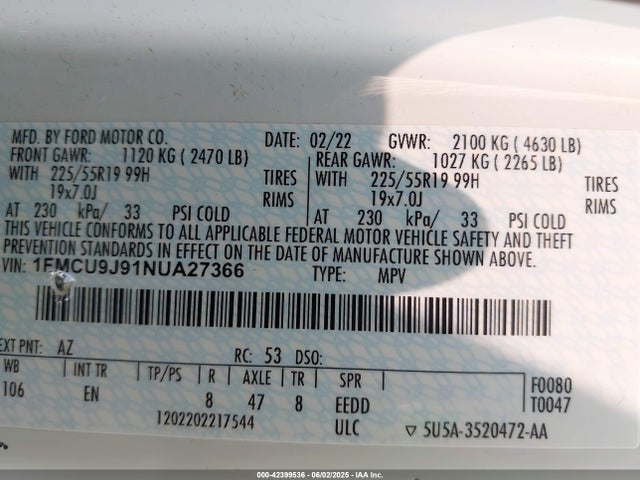 MFD. BY FORD MOTOR CO. DATE: 02/22 GVWR: 2100 KG ( 4630 LB)
FRONT GAWR: 1120 KG ( 2470 LB) REAR GAWR: 1027 KG ( 2265 LB)
WITH 225/55R19 99H TIRES WITH 225/55R19 99H TIRES
19x7.0J RIMS 19x7.0J RIMS
AT 230 kPa/ 33 PSI COLD AT 230 kPa/ 33 PSI COLD
THIS VEHICLE CONFORMS TO ALL APPLICABLE FEDERAL MOTOR VEHICLE SAFETY AND THEFT
PREVENTION STANDARDS IN EFFECT ON THE DATE OF MANUFACTURE SHOWN ABOVE.
VIN: 1FMCU9J91NUA27366 TYPE: MPV
EXT PNT: AZ RC: 53 DSO:
WB INT TR TP/PS R AXLE TR SPR F0080
106 EN 8 47 8 EEDD T0047
1202202217544 ULC ▽ 5U5A-3520472-AA
000-42399536 - 06/02/2025 - IAA Inc.